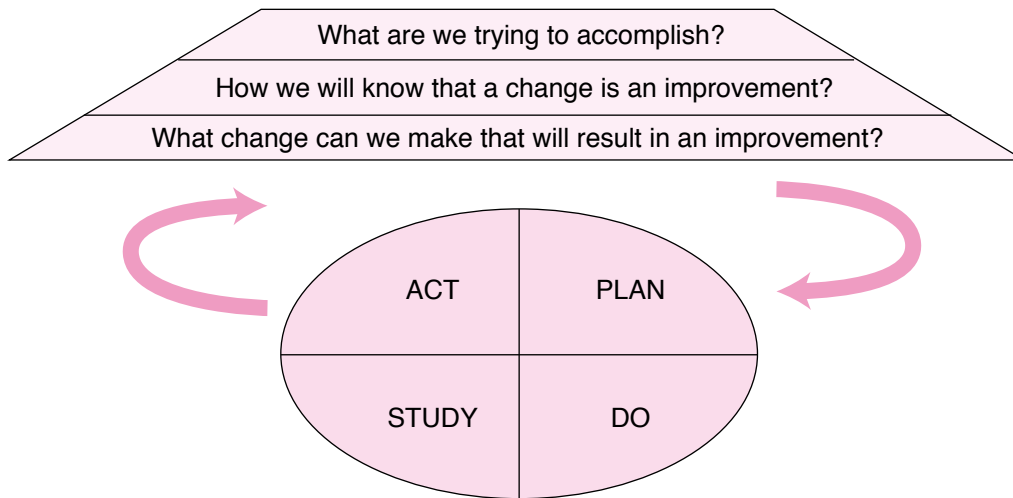 What are we trying to accomplish?
How we will know that a change is an improvement?
What change can we make that will result in an improvement?
ACT
PLAN
STUDY
DO